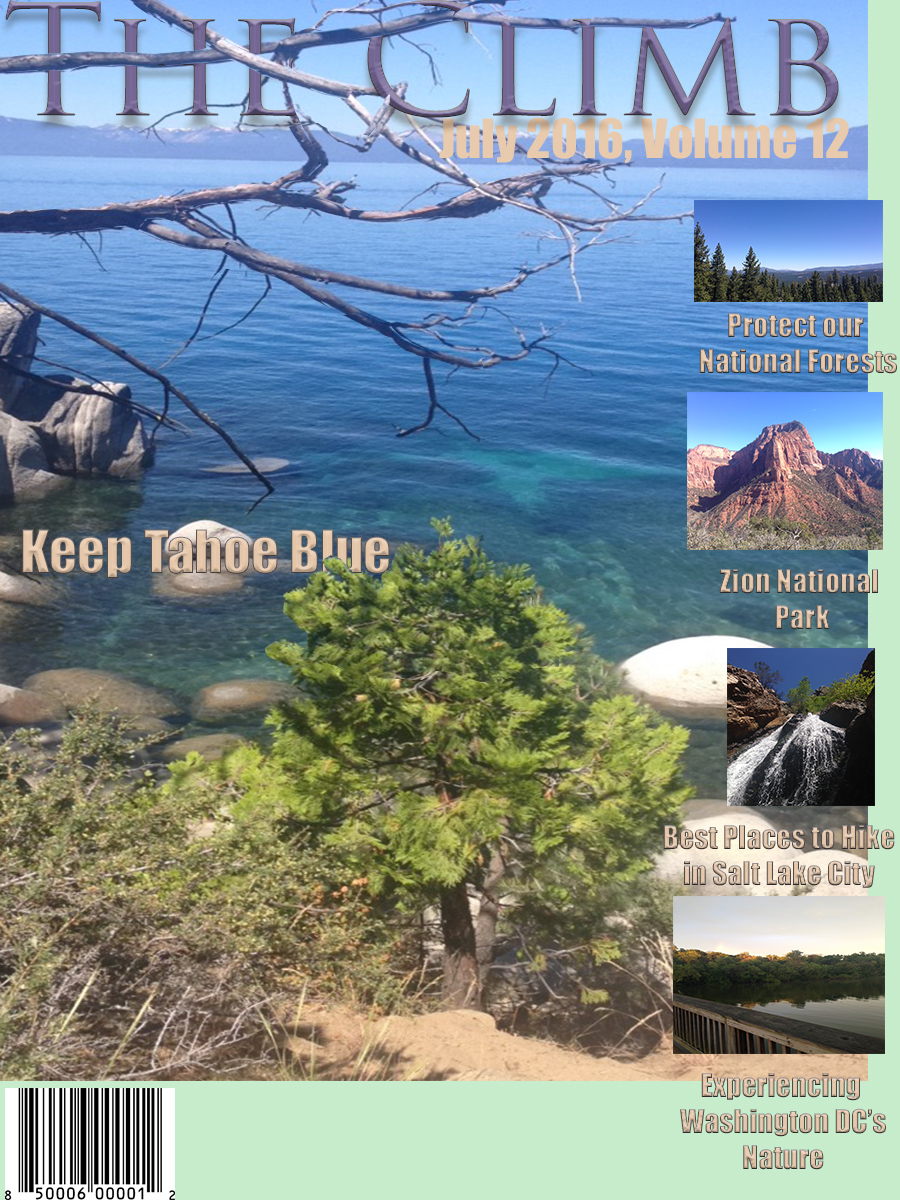 THE CLIMB
July 2016, Volume 12
Protect our
National Forests
Keep Tahoe Blue
Zion National
Park
Best Places to Hike
in Salt Lake City
Experiencing
Washington DC's
Nature
8 50006 00001 2